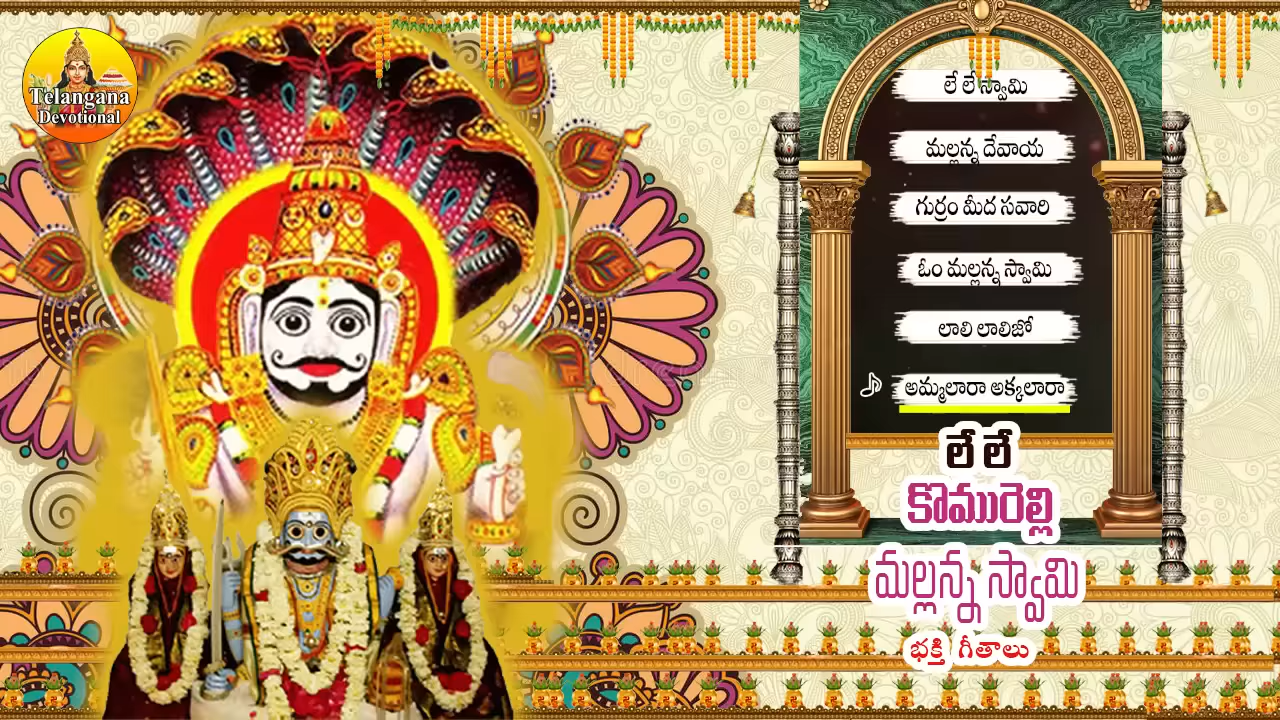 Telangana
Devotional
లే లే స్వామి
మల్లన్న దేవాయ
గుర్రం మీద సవారి
ఓం మల్లన్న స్వామి
లాలి లాలిజో
అమ్మలారా అక్కలారా
లే లే
కొమురెల్లి
మల్లన్న స్వామి
భక్తి గీతాలు